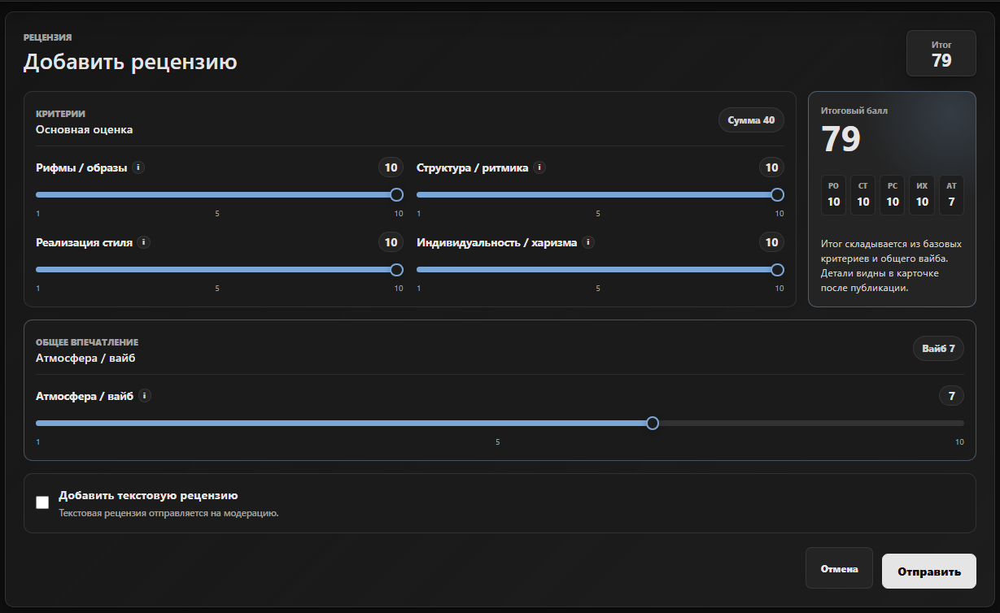 РЕЦЕНЗИЯ
Добавить рецензию
Итог
79
КРИТЕРИИ
Основная оценка
Сумма 40
Рифмы / образы i 10
1 5 10
Структура / ритмика i 10
1 5 10
Реализация стиля i 10
1 5 10
Индивидуальность / харизма i 10
1 5 10
Итоговый балл
79
РО СТ РС ИХ АТ
10 10 10 10 7
Итог складывается из базовых
критериев и общего вайба.
Детали видны в карточке
после публикации.
ОБЩЕЕ ВПЕЧАТЛЕНИЕ
Атмосфера / вайб
Вайб 7
Атмосфера / вайб i 7
1 5 10
Добавить текстовую рецензию
Текстовая рецензия отправляется на модерацию.
Отмена
Отправить